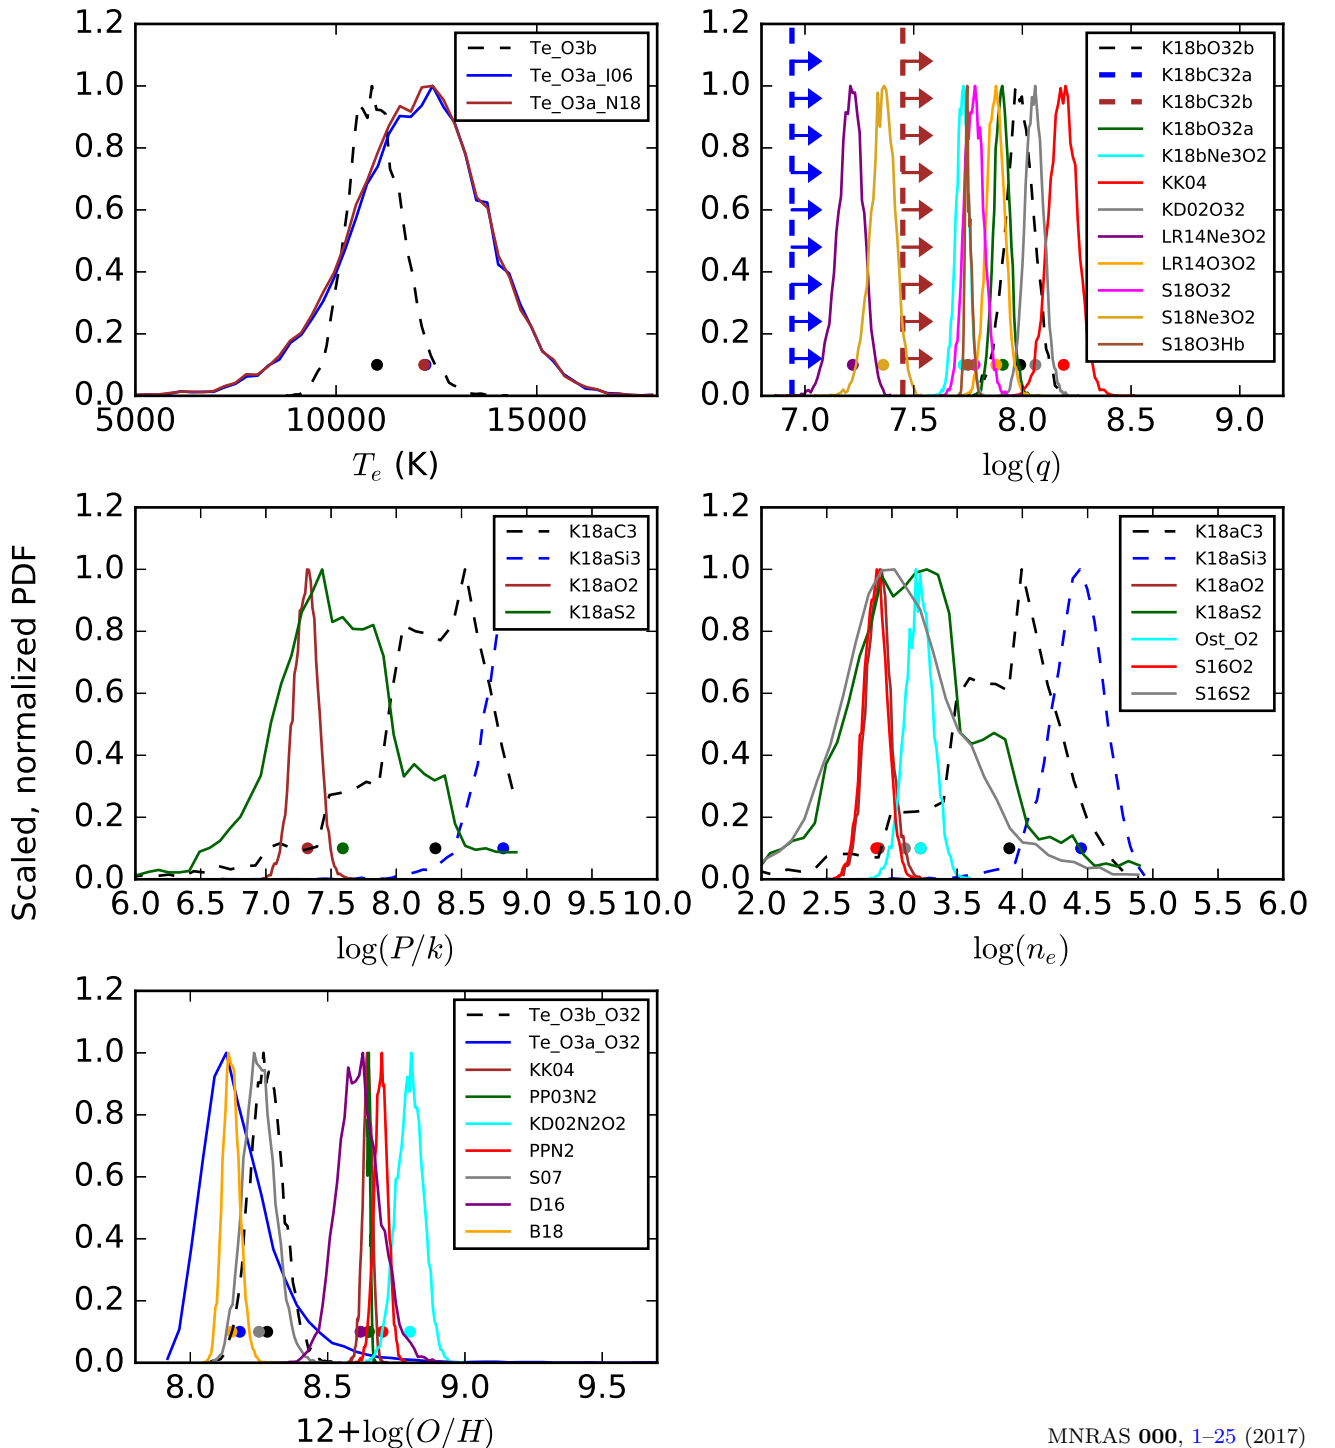 Scaled, normalized PDF
1.2
1.0
0.8
0.6
0.4
0.2
0.0
5000 10000 15000
T_e (K)
Te_O3b
Te_O3a_I06
Te_O3a_N18
1.2
1.0
0.8
0.6
0.4
0.2
0.0
7.0 7.5 8.0 8.5 9.0
log(q)
K18bO32b
K18bC32a
K18bC32b
K18bO32a
K18bNe3O2
KK04
KD02O32
LR14Ne3O2
LR14O3O2
S18O32
S18Ne3O2
S18O3Hb
1.2
1.0
0.8
0.6
0.4
0.2
0.0
6.0 6.5 7.0 7.5 8.0 8.5 9.0 9.5 10.0
log(P/k)
K18aC3
K18aSi3
K18aO2
K18aS2
1.2
1.0
0.8
0.6
0.4
0.2
0.0
2.0 2.5 3.0 3.5 4.0 4.5 5.0 5.5 6.0
log(n_e)
K18aC3
K18aSi3
K18aO2
K18aS2
Ost_O2
S16O2
S16S2
1.2
1.0
0.8
0.6
0.4
0.2
0.0
8.0 8.5 9.0 9.5
12+log(O/H)
Te_O3b_O32
Te_O3a_O32
KK04
PP03N2
KD02N2O2
PPN2
S07
D16
B18
MNRAS 000, 1–25 (2017)